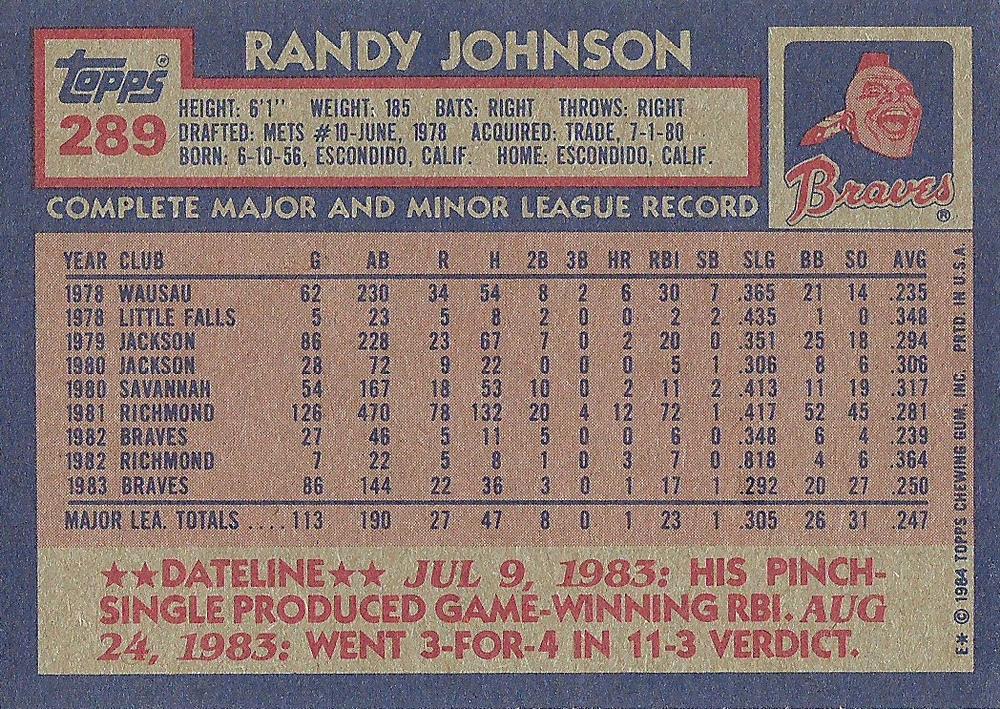 RANDY JOHNSON
Topps®
289
HEIGHT: 6'1" WEIGHT: 185 BATS: RIGHT THROWS: RIGHT
DRAFTED: METS #10-JUNE, 1978 ACQUIRED: TRADE, 7-1-80
BORN: 6-10-56, ESCONDIDO, CALIF. HOME: ESCONDIDO, CALIF.
Braves®
COMPLETE MAJOR AND MINOR LEAGUE RECORD
YEAR CLUB G AB R H 2B 3B HR RBI SB SLG BB SO AVG
1978 WAUSAU 62 230 34 54 8 2 6 30 7 .365 21 14 .235
1978 LITTLE FALLS 5 23 5 8 2 0 0 2 2 .435 1 0 .348
1979 JACKSON 86 228 23 67 7 0 2 20 0 .351 25 18 .294
1980 JACKSON 28 72 9 22 0 0 0 5 1 .306 8 6 .306
1980 SAVANNAH 54 167 18 53 10 0 2 11 2 .413 11 19 .317
1981 RICHMOND 126 470 78 132 20 4 12 72 1 .417 52 45 .281
1982 BRAVES 27 46 5 11 5 0 0 6 0 .348 6 4 .239
1982 RICHMOND 7 22 5 8 1 0 3 7 0 .818 4 6 .364
1983 BRAVES 86 144 22 36 3 0 1 17 1 .292 20 27 .250
MAJOR LEA. TOTALS ....113 190 27 47 8 0 1 23 1 .305 26 31 .247
★★DATELINE★★ JUL 9, 1983: HIS PINCH-
SINGLE PRODUCED GAME-WINNING RBI. AUG
24, 1983: WENT 3-FOR-4 IN 11-3 VERDICT.
E* © 1984 TOPPS CHEWING GUM, INC. PRTD. IN U.S.A.